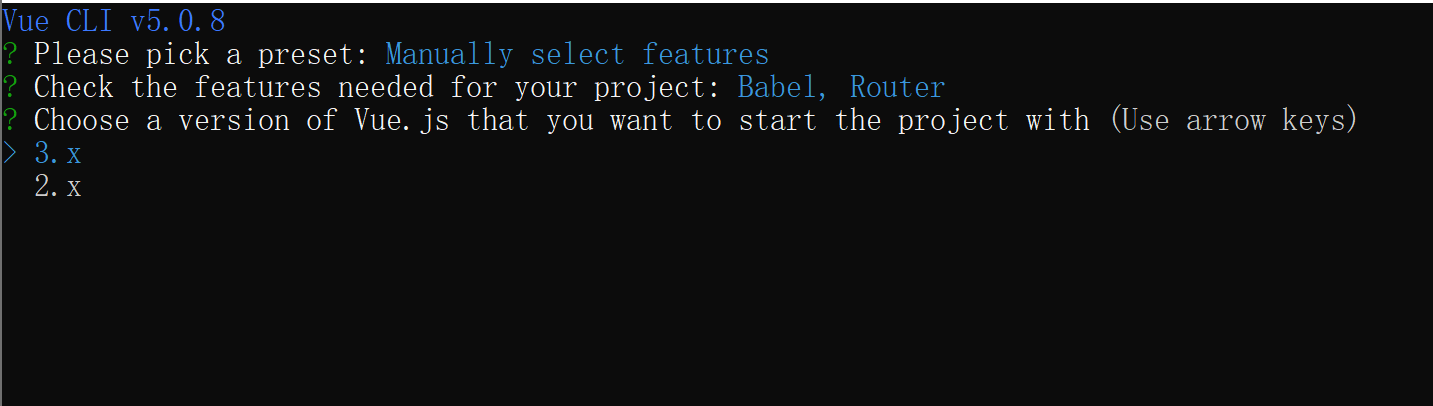 Vue CLI v5.0.8
? Please pick a preset: Manually select features
? Check the features needed for your project: Babel, Router
? Choose a version of Vue.js that you want to start the project with (Use arrow keys)
> 3.x
  2.x